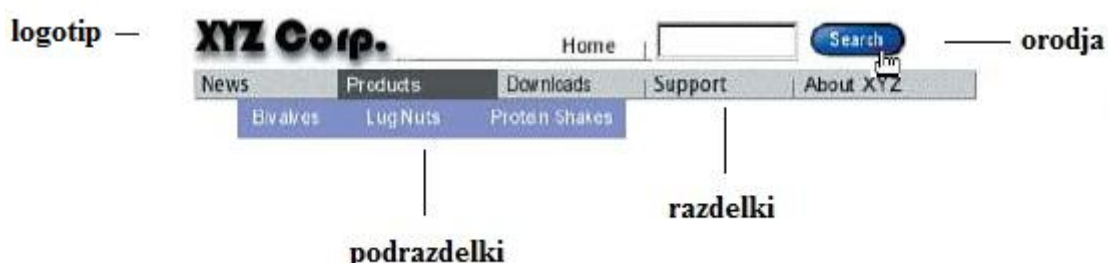 logotip
XYZ Corp.
Home
Search
orodja
News Products Downloads Support About XYZ
Bivalves Lug Nuts Protein Shakes
razdelki
podrazdelki